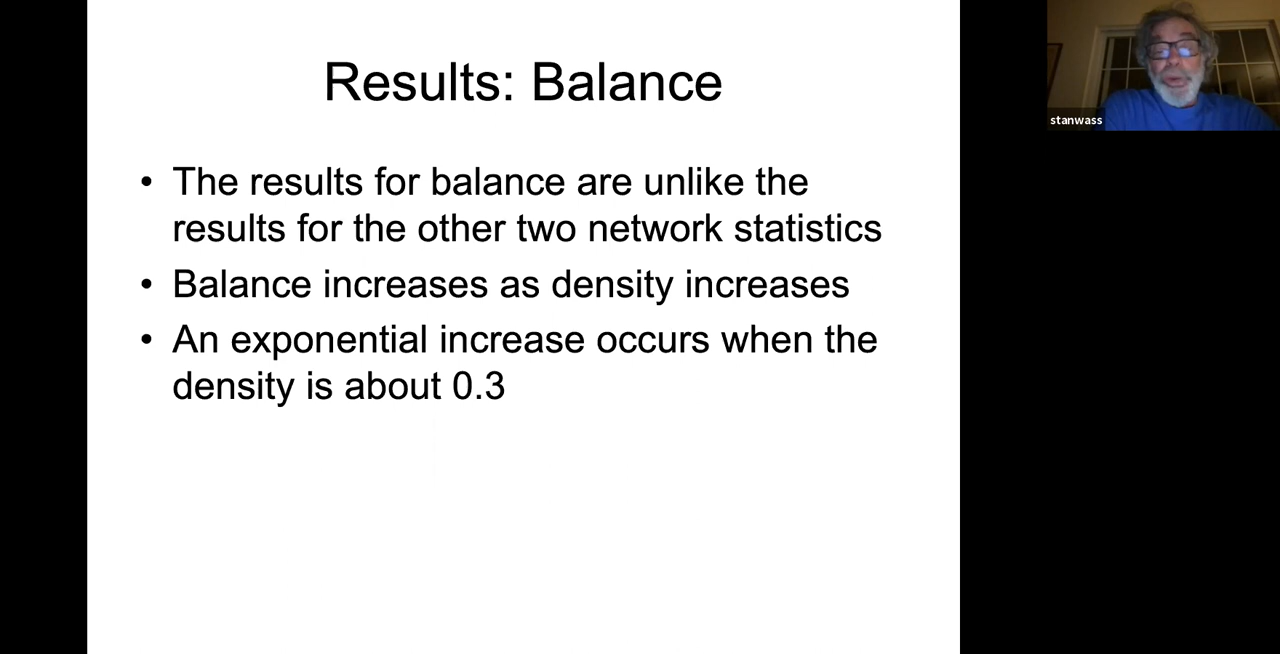 Results: Balance
stanwass
• The results for balance are unlike the
results for the other two network statistics
• Balance increases as density increases
• An exponential increase occurs when the
density is about 0.3